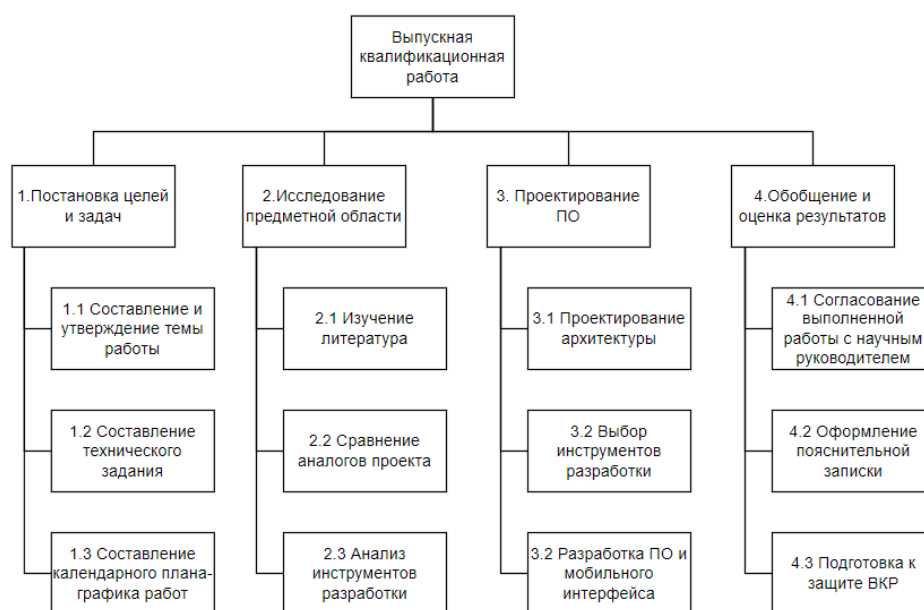 Выпускная
квалификационная
работа
1.Постановка целей
и задач
2.Исследование
предметной области
3. Проектирование
ПО
4.Обобщение и
оценка результатов
1.1 Составление и
утверждение темы
работы
2.1 Изучение
литература
3.1 Проектирование
архитектуры
4.1 Согласование
выполненной
работы с научным
руководителем
1.2 Составление
технического
задания
2.2 Сравнение
аналогов проекта
3.2 Выбор
инструментов
разработки
4.2 Оформление
пояснительной
записки
1.3 Составление
календарного плана-
графика работ
2.3 Анализ
инструментов
разработки
3.2 Разработка ПО и
мобильного
интерфейса
4.3 Подготовка к
защите ВКР